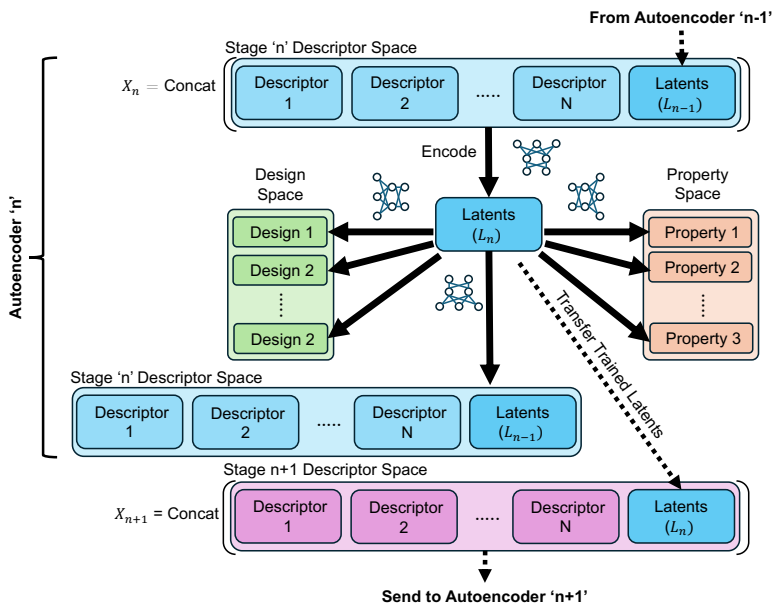 From Autoencoder 'n-1'
Stage 'n' Descriptor Space
X_n = Concat
Descriptor
1
Descriptor
2
.....
Descriptor
N
Latents
(L_{n-1})
Encode
Autoencoder 'n'
Design
Space
Design 1
Design 2
......
Design 2
Latents
(L_n)
Property
Space
Property 1
Property 2
......
Property 3
Transfer Trained Latents
Stage 'n' Descriptor Space
Descriptor
1
Descriptor
2
.....
Descriptor
N
Latents
(L_{n-1})
Stage n+1 Descriptor Space
X_{n+1} = Concat
Descriptor
1
Descriptor
2
.....
Descriptor
N
Latents
(L_n)
Send to Autoencoder 'n+1'